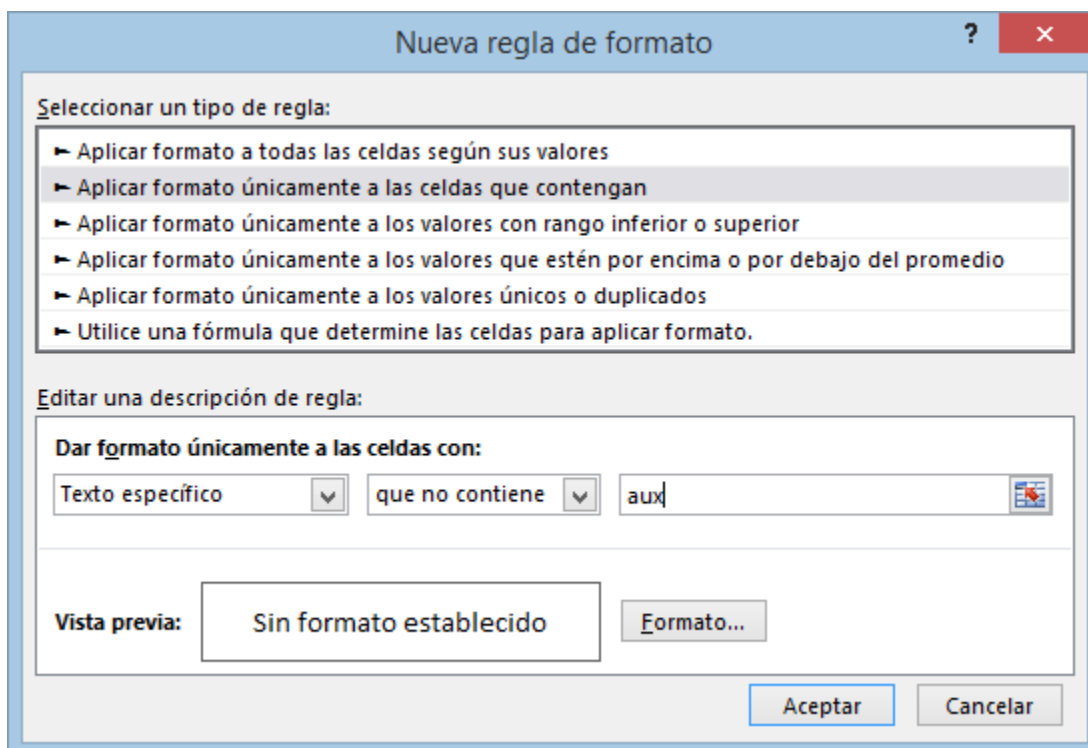 Nueva regla de formato ?
Seleccionar un tipo de regla:
► Aplicar formato a todas las celdas según sus valores
► Aplicar formato únicamente a las celdas que contengan
► Aplicar formato únicamente a los valores con rango inferior o superior
► Aplicar formato únicamente a los valores que estén por encima o por debajo del promedio
► Aplicar formato únicamente a los valores únicos o duplicados
► Utilice una fórmula que determine las celdas para aplicar formato.
Editar una descripción de regla:
Dar formato únicamente a las celdas con:
Texto específico que no contiene aux
Vista previa: Sin formato establecido Formato...
Aceptar Cancelar